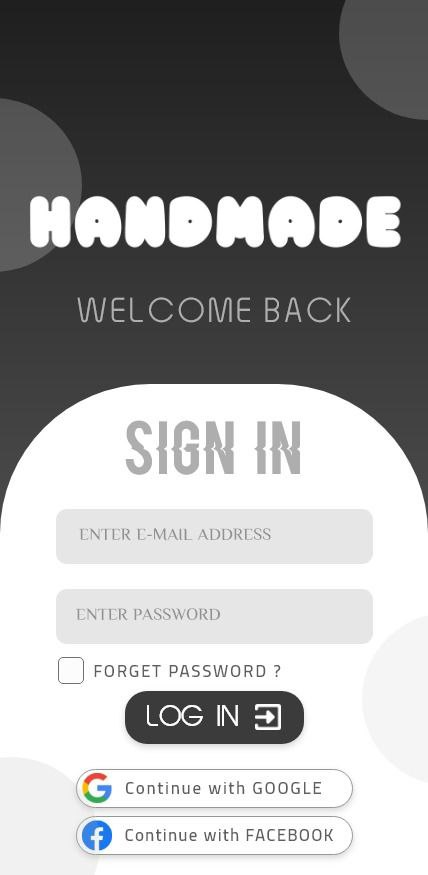 HANDMADE
WELCOME BACK
SIGN IN
ENTER E-MAIL ADDRESS
ENTER PASSWORD
FORGET PASSWORD ?
LOG IN
Continue with GOOGLE
Continue with FACEBOOK